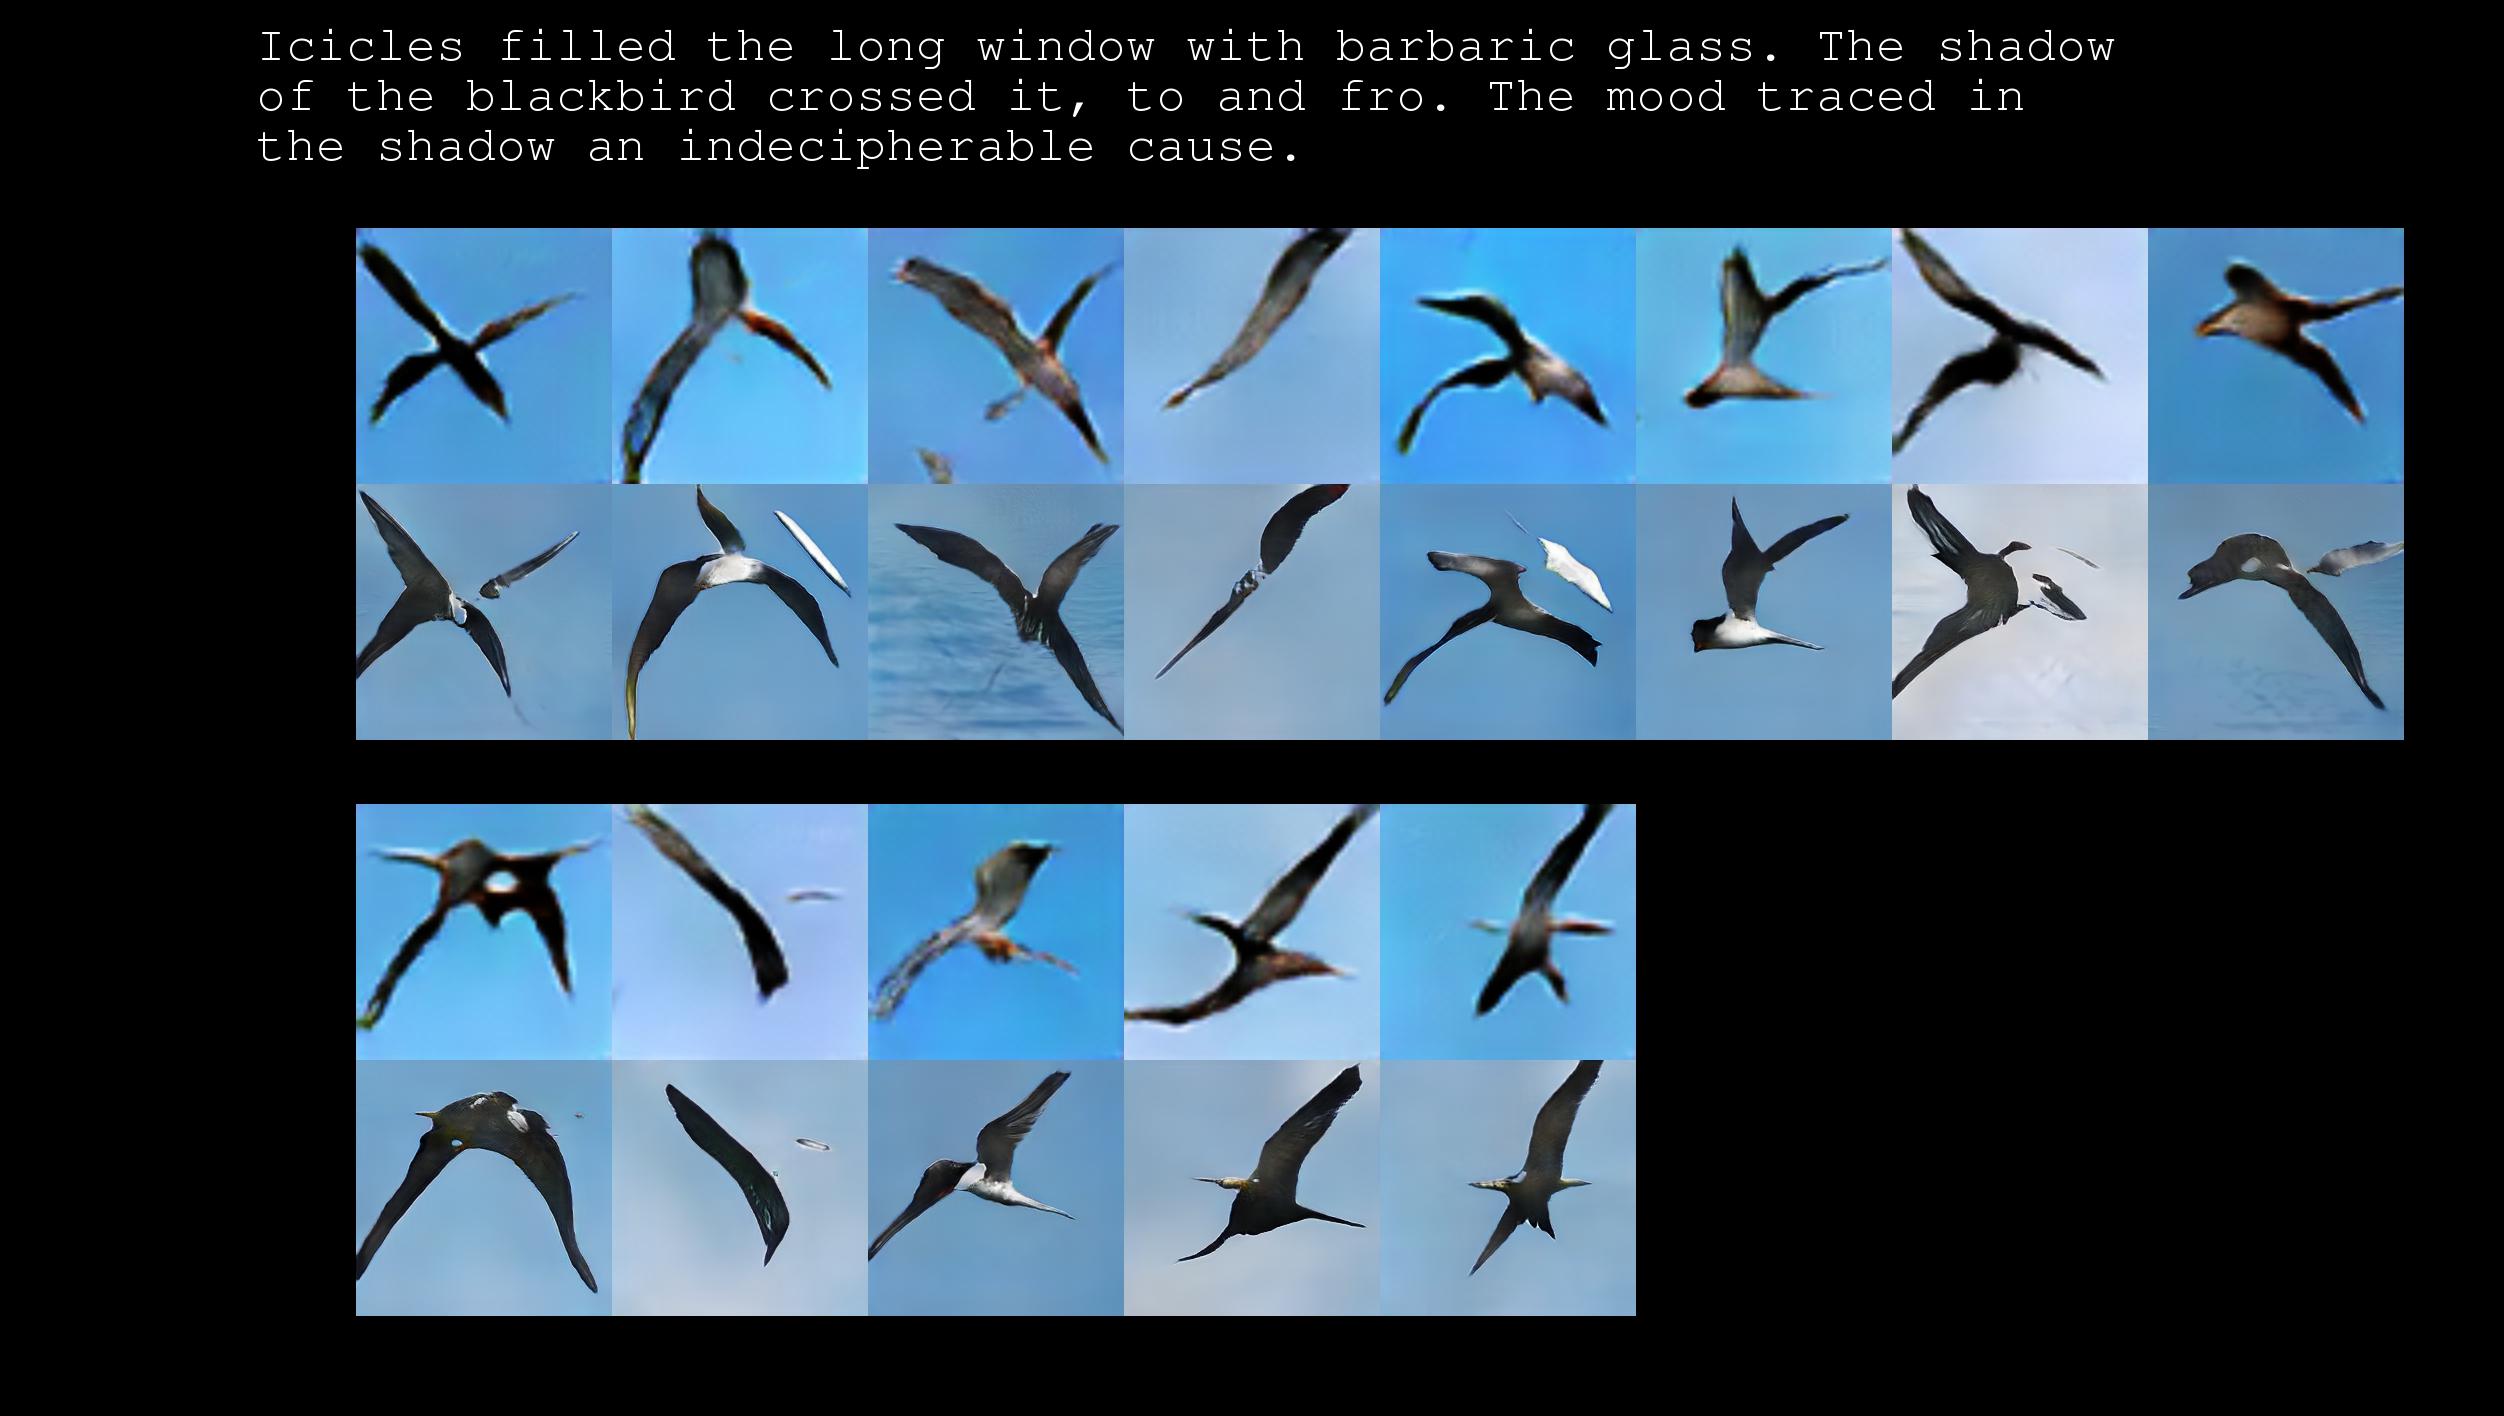 Icicles filled the long window with barbaric glass. The shadow
of the blackbird crossed it, to and fro. The mood traced in
the shadow an indecipherable cause.